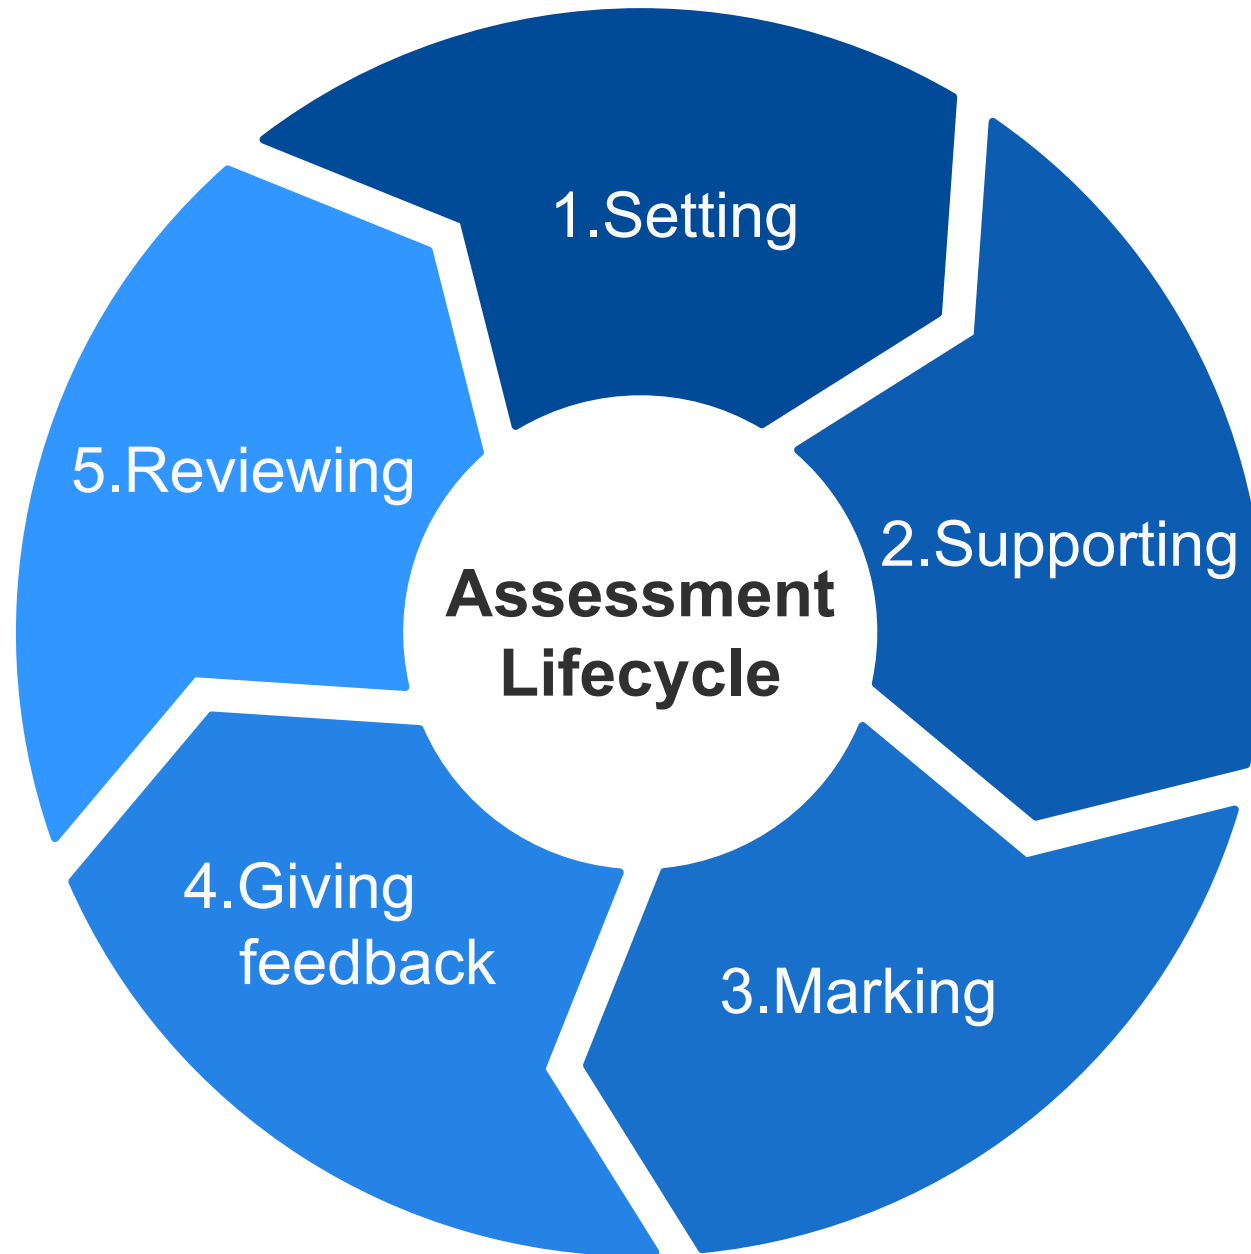 1.Setting
2.Supporting
3.Marking
4.Giving
feedback
5.Reviewing
Assessment
Lifecycle